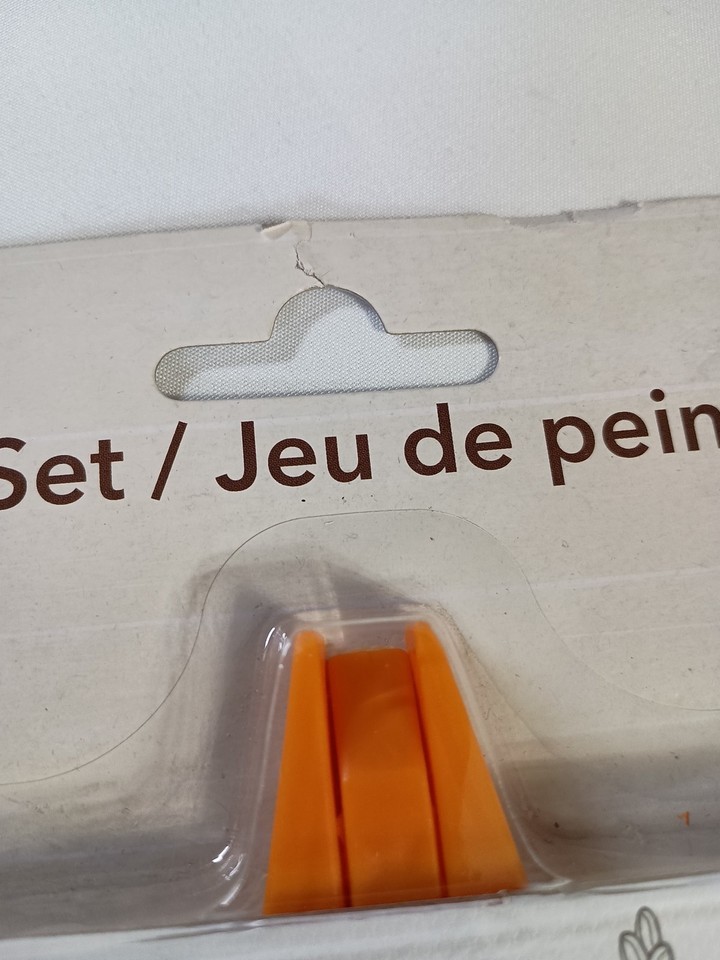 Set / Jeu de pein